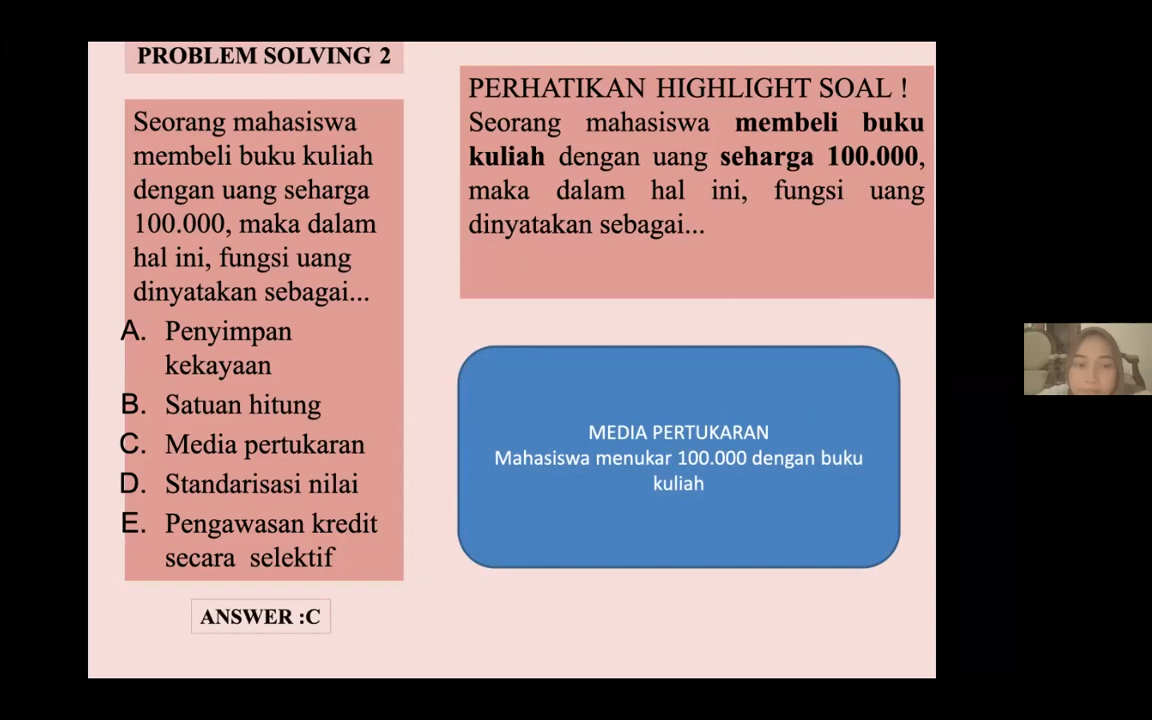 PROBLEM SOLVING 2
Seorang mahasiswa
membeli buku kuliah
dengan uang seharga
100.000, maka dalam
hal ini, fungsi uang
dinyatakan sebagai...
A. Penyimpan
kekayaan
B. Satuan hitung
C. Media pertukaran
D. Standarisasi nilai
E. Pengawasan kredit
secara selektif
ANSWER :C
PERHATIKAN HIGHLIGHT SOAL !
Seorang mahasiswa membeli buku
kuliah dengan uang seharga 100.000,
maka dalam hal ini, fungsi uang
dinyatakan sebagai...
MEDIA PERTUKARAN
Mahasiswa menukar 100.000 dengan buku
kuliah